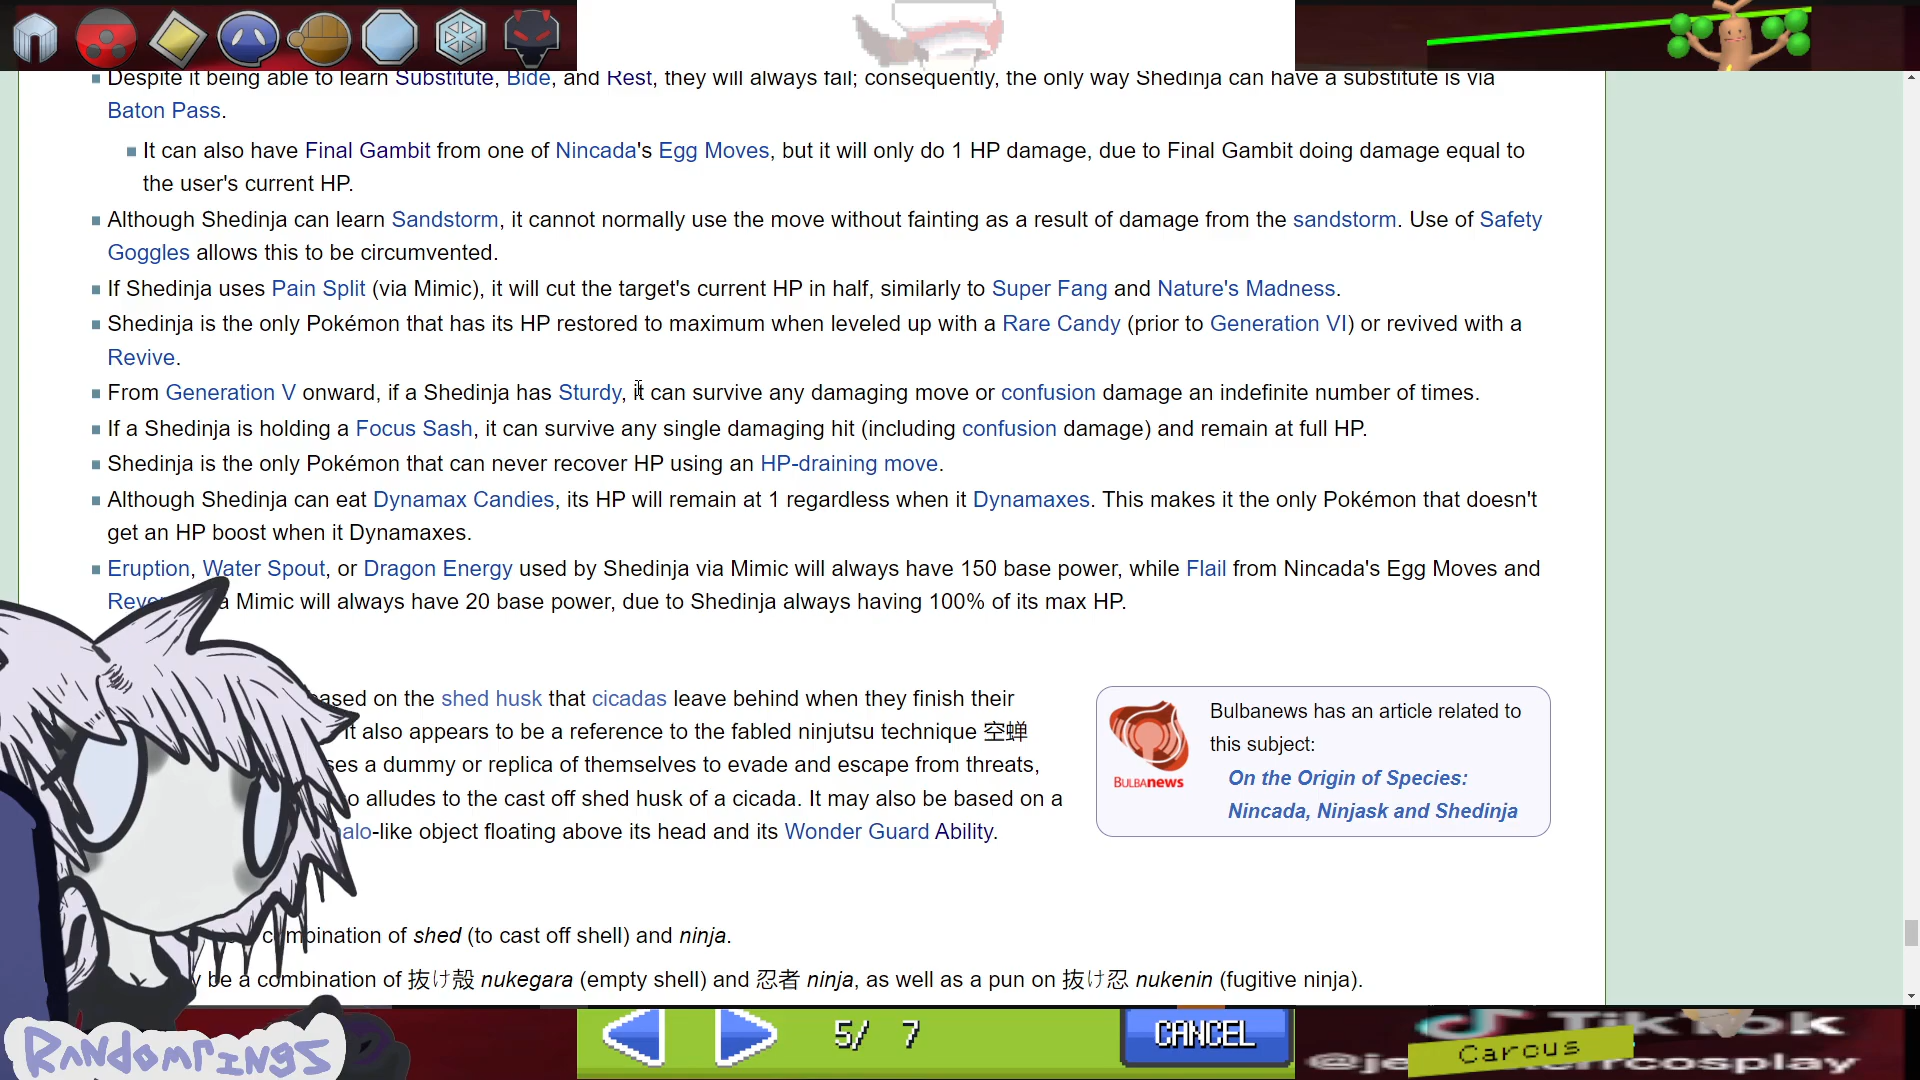 Despite it being able to learn Substitute, Bide, and Rest, they will always fail; consequently, the only way Shedinja can have a substitute is via
Baton Pass.
It can also have Final Gambit from one of Nincada's Egg Moves, but it will only do 1 HP damage, due to Final Gambit doing damage equal to
the user's current HP.
Although Shedinja can learn Sandstorm, it cannot normally use the move without fainting as a result of damage from the sandstorm. Use of Safety
Goggles allows this to be circumvented.
If Shedinja uses Pain Split (via Mimic), it will cut the target's current HP in half, similarly to Super Fang and Nature's Madness.
Shedinja is the only Pokémon that has its HP restored to maximum when leveled up with a Rare Candy (prior to Generation VI) or revived with a
Revive.
From Generation V onward, if a Shedinja has Sturdy, it can survive any damaging move or confusion damage an indefinite number of times.
If a Shedinja is holding a Focus Sash, it can survive any single damaging hit (including confusion damage) and remain at full HP.
Shedinja is the only Pokémon that can never recover HP using an HP-draining move.
Although Shedinja can eat Dynamax Candies, its HP will remain at 1 regardless when it Dynamaxes. This makes it the only Pokémon that doesn't
get an HP boost when it Dynamaxes.
Eruption, Water Spout, or Dragon Energy used by Shedinja via Mimic will always have 150 base power, while Flail from Nincada's Egg Moves and
a Mimic will always have 20 base power, due to Shedinja always having 100% of its max HP.
based on the shed husk that cicadas leave behind when they finish their
It also appears to be a reference to the fabled ninjutsu technique 空蝉
a dummy or replica of themselves to evade and escape from threats,
alludes to the cast off shed husk of a cicada. It may also be based on a
halo-like object floating above its head and its Wonder Guard Ability.
Bulbanews has an article related to
this subject:
On the Origin of Species:
Nincada, Ninjask and Shedinja
BULBANEWS
combination of shed (to cast off shell) and ninja.
be a combination of 抜け殻 nukegara (empty shell) and 忍者 ninja, as well as a pun on 抜け忍 nukenin (fugitive ninja).
RANDOMRINGS
5/ 7
CANCEL
TikTok
Carcus